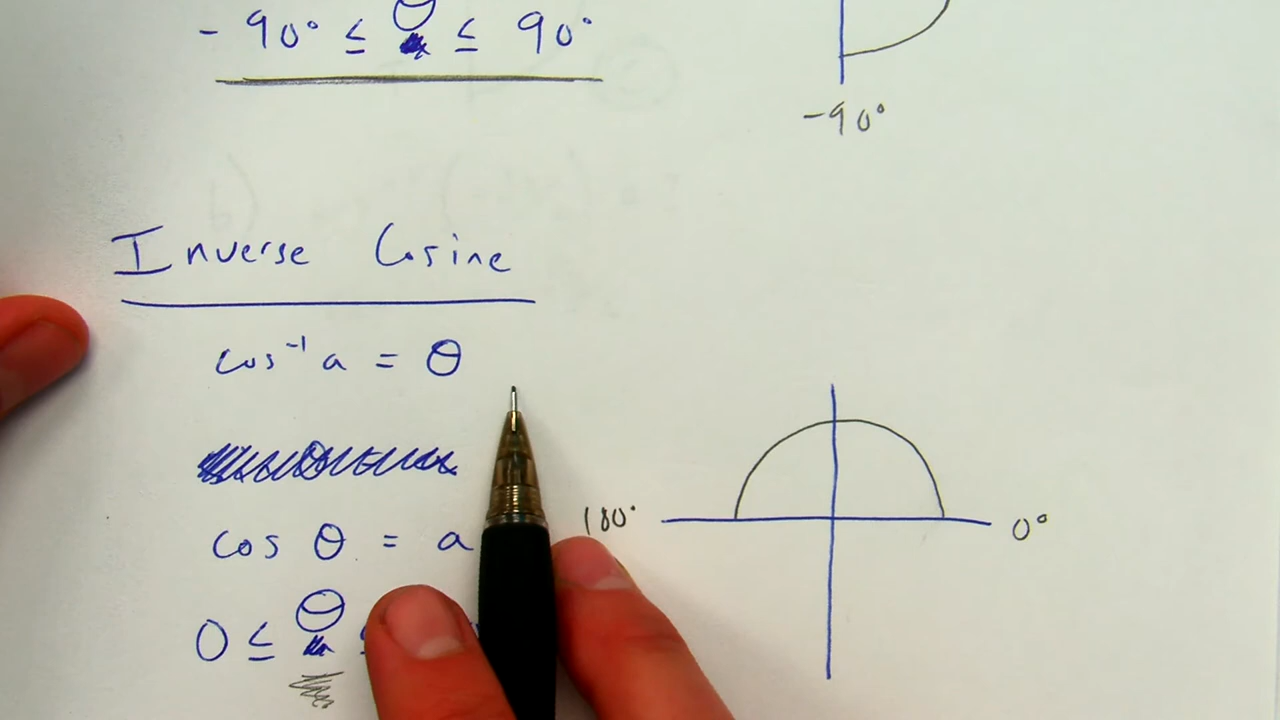 -90° ≤ θ ≤ 90°
-90°
Inverse Cosine
cos⁻¹ a = θ
cos θ = a
180°
0°
0 ≤ θ ≤